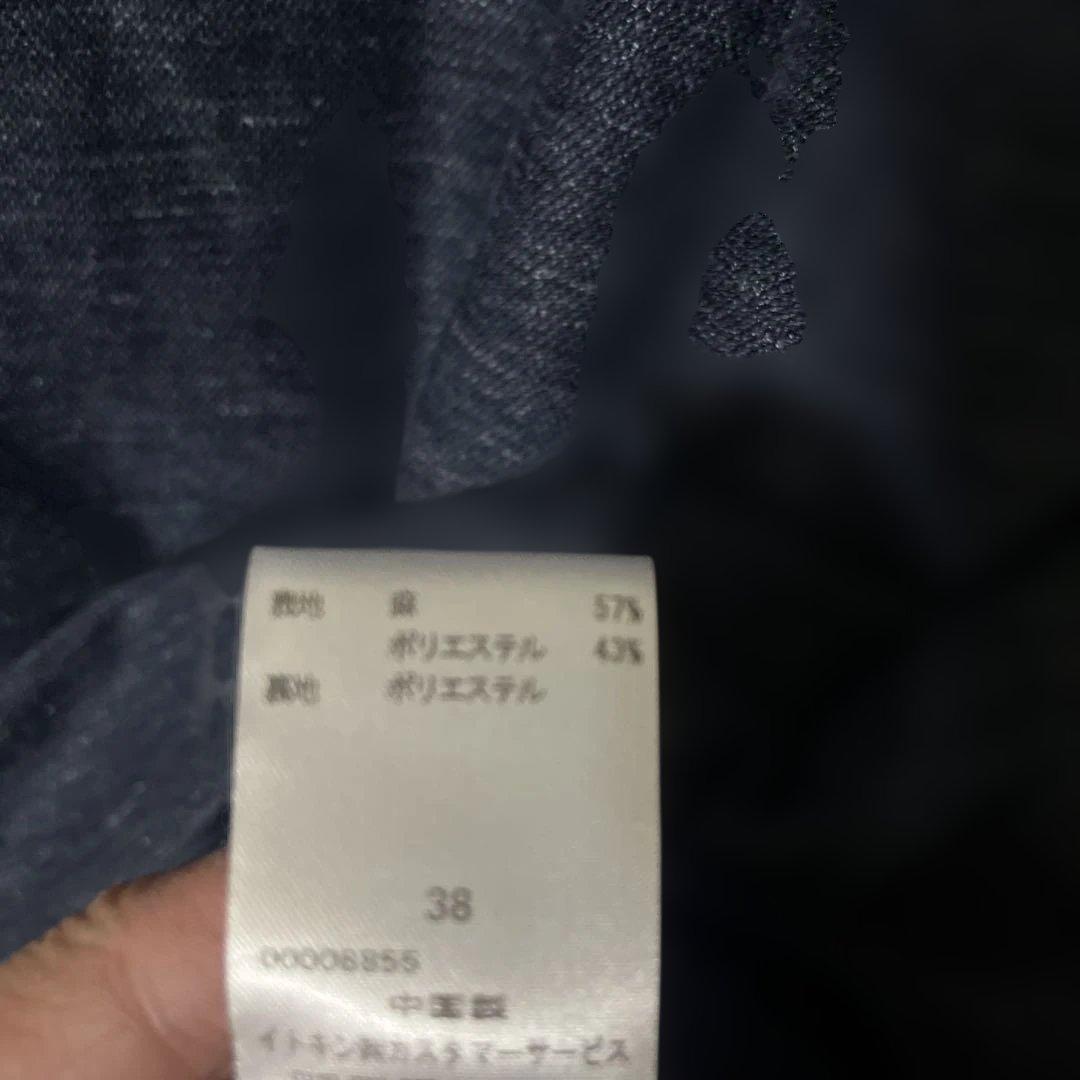 表地 麻 57%
ポリエステル 43%
裏地 ポリエステル
38
00006855
中国製
イトキン㈱カスタマーサービス